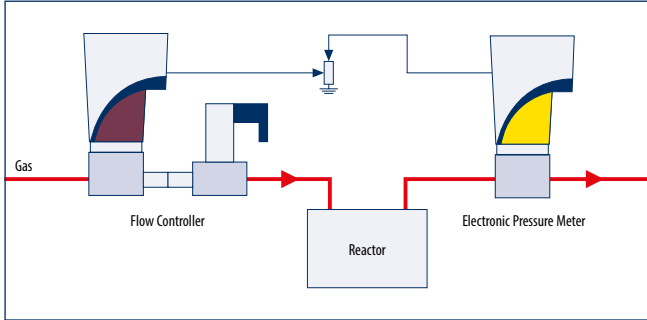 Gas
Flow Controller
Electronic Pressure Meter
Reactor